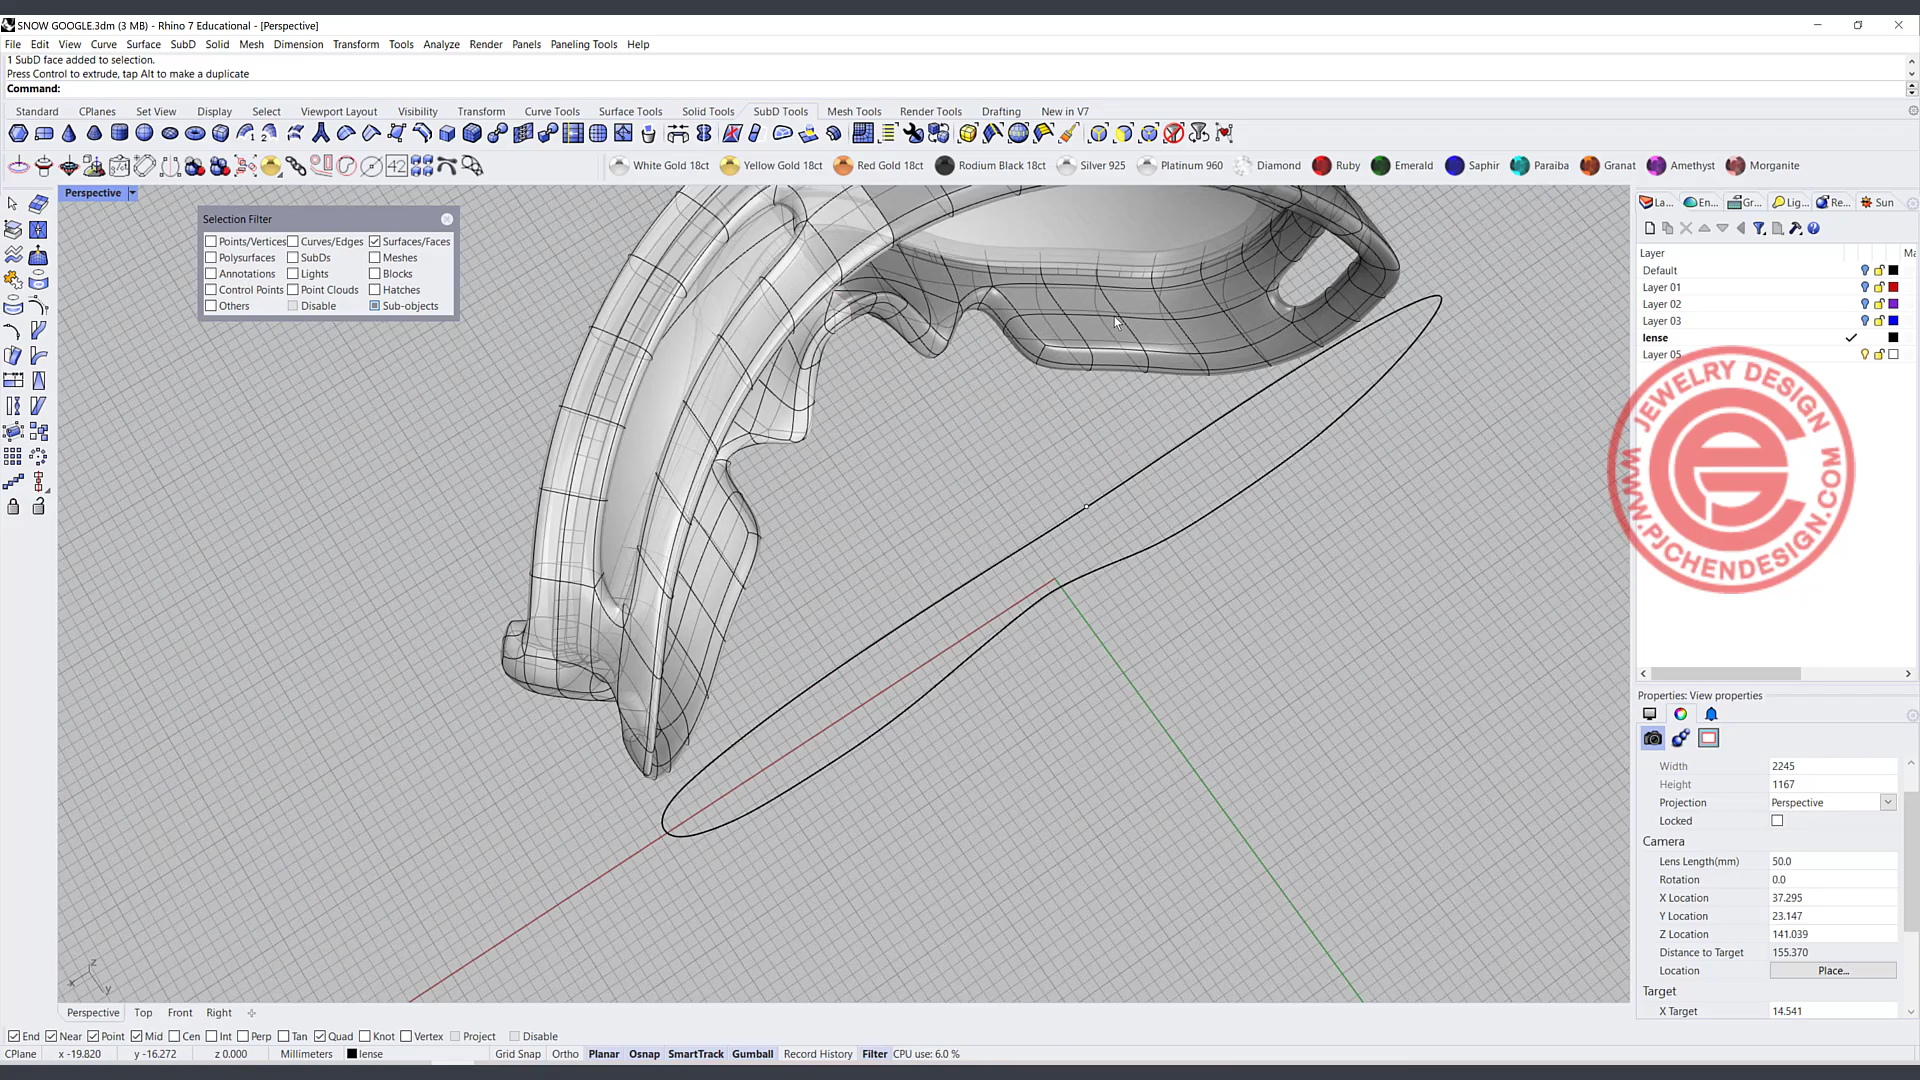 SNOW GOOGLE.3dm (3 MB) - Rhino 7 Educational - [Perspective]
File Edit View Curve Surface SubD Solid Mesh Dimension Transform Tools Analyze Render Panels Paneling Tools Help
1 SubD face added to selection.
Press Control to extrude, tap Alt to make a duplicate
Command:
Standard CPlanes Set View Display Select Viewport Layout Visibility Transform Curve Tools Surface Tools Solid Tools SubD Tools Mesh Tools Render Tools Drafting New in V7
White Gold 18ct Yellow Gold 18ct Red Gold 18ct Rodium Black 18ct Silver 925 Platinum 960 Diamond Ruby Emerald Saphir Paraiba Granat Amethyst Morganite
Perspective
La... En... Gr... Lig... Re... Sun
Selection Filter
Points/Vertices Curves/Edges Surfaces/Faces
Polysurfaces SubDs Meshes
Annotations Lights Blocks
Control Points Point Clouds Hatches
Others Disable Sub-objects
Layer Ma
Default
Layer 01
Layer 02
Layer 03
lense
Layer 05
JEWELRY DESIGN
WWW.PJCHENDESIGN.COM
Properties: View properties
Width 2245
Height 1167
Projection Perspective
Locked
Camera
Lens Length(mm) 50.0
Rotation 0.0
X Location 37.295
Y Location 23.147
Z Location 141.039
Distance to Target 155.370
Location Place...
Target
X Target 14.541
z
x
y
Perspective Top Front Right
End Near Point Mid Cen Int Perp Tan Quad Knot Vertex Project Disable
CPlane x -19.820 y -16.272 z 0.000 Millimeters lense Grid Snap Ortho Planar Osnap SmartTrack Gumball Record History Filter CPU use: 6.0 %